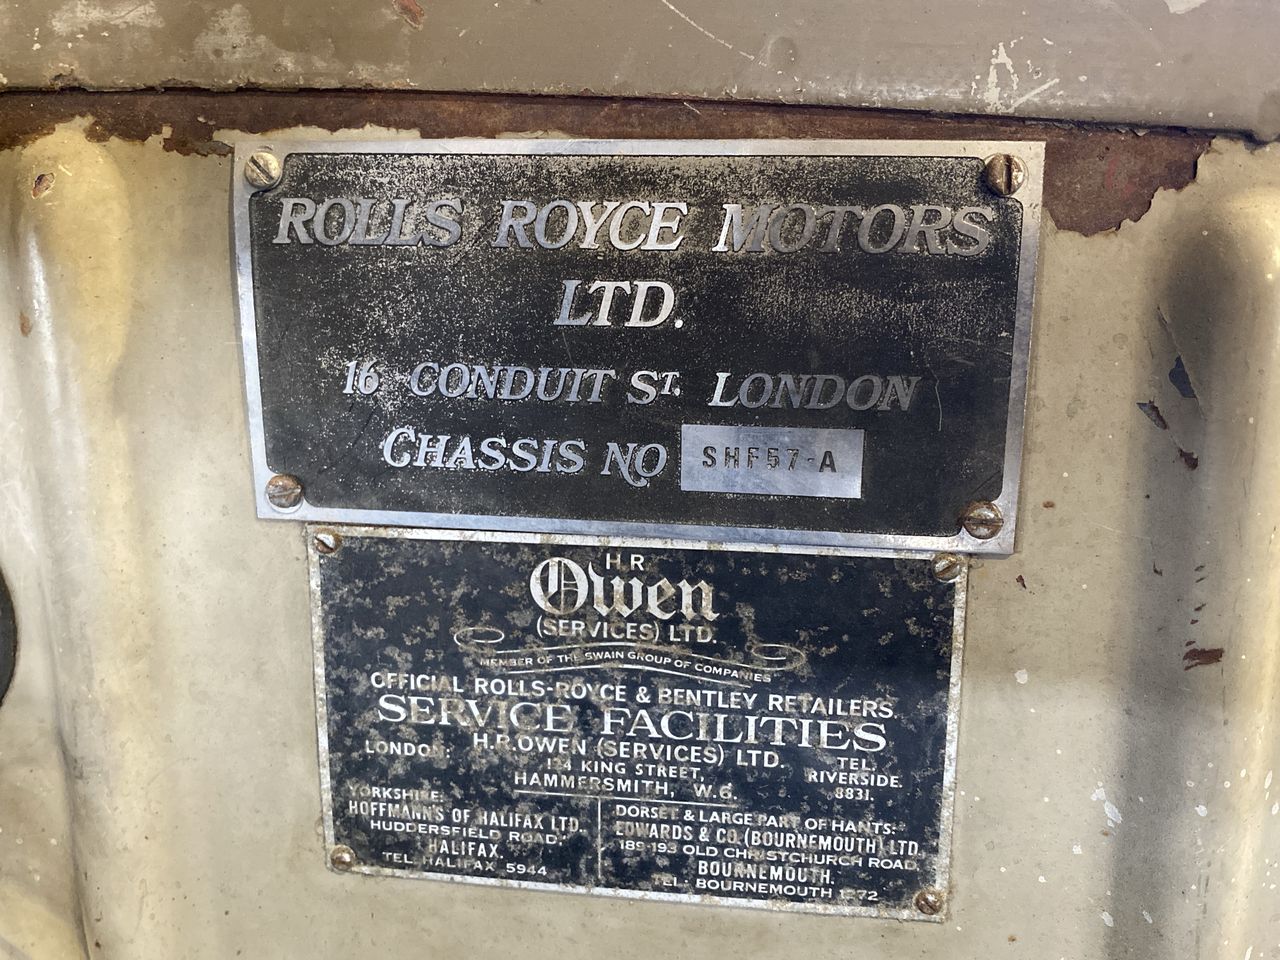 ROLLS ROYCE MOTORS
LTD.
16 CONDUIT ST. LONDON
CHASSIS NO SHF57-A
H R
Owen
(SERVICES) LTD.
MEMBER OF THE SWAIN GROUP OF COMPANIES
OFFICIAL ROLLS-ROYCE & BENTLEY RETAILERS.
SERVICE FACILITIES
LONDON: H.R.OWEN (SERVICES) LTD. TEL.
KING STREET, RIVERSIDE.
HAMMERSMITH, W.6. 8831.
YORKSHIRE:
HOFFMANN'S OF HALIFAX LTD.
HUDDERSFIELD ROAD,
HALIFAX.
TEL. HALIFAX 5944
DORSET & LARGE PART OF HANTS:
EDWARDS & CO. (BOURNEMOUTH) LTD.
189-193 OLD CHRISTCHURCH ROAD
BOURNEMOUTH.
TEL. BOURNEMOUTH